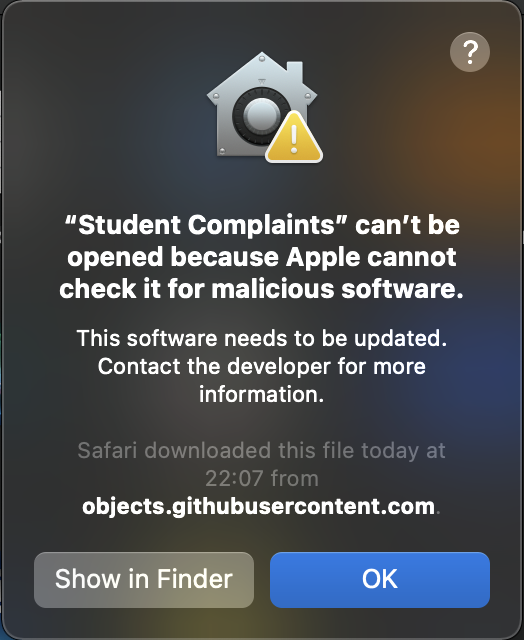 ?
“Student Complaints” can’t be
opened because Apple cannot
check it for malicious software.
This software needs to be updated.
Contact the developer for more
information.
Safari downloaded this file today at
22:07 from
objects.githubusercontent.com.
Show in Finder
OK